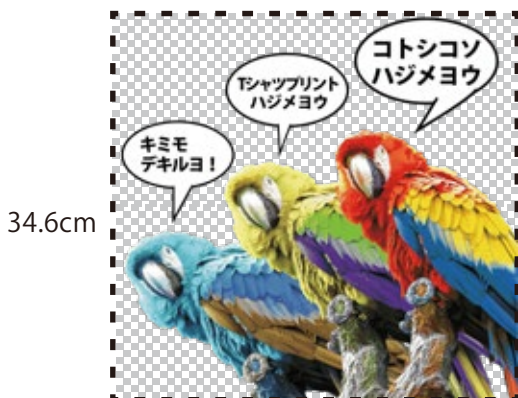 コトシコソ
ハジメヨウ
Tシャツプリント
ハジメヨウ
キミモ
デキルヨ！
34.6cm